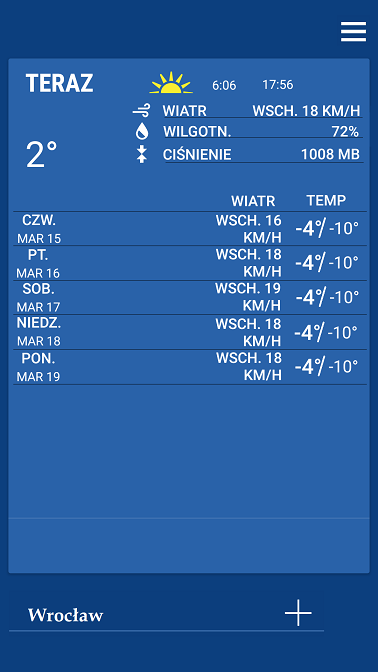 TERAZ
6:06 17:56
WIATR WSCH. 18 KM/H
WILGOTN. 72%
2°
CIŚNIENIE 1008 MB
WIATR TEMP
CZW. WSCH. 16 -4°/-10°
MAR 15 KM/H
PT. WSCH. 18 -4°/-10°
MAR 16 KM/H
SOB. WSCH. 19 -4°/-10°
MAR 17 KM/H
NIEDZ. WSCH. 18 -4°/-10°
MAR 18 KM/H
PON. WSCH. 18 -4°/-10°
MAR 19 KM/H
Wrocław